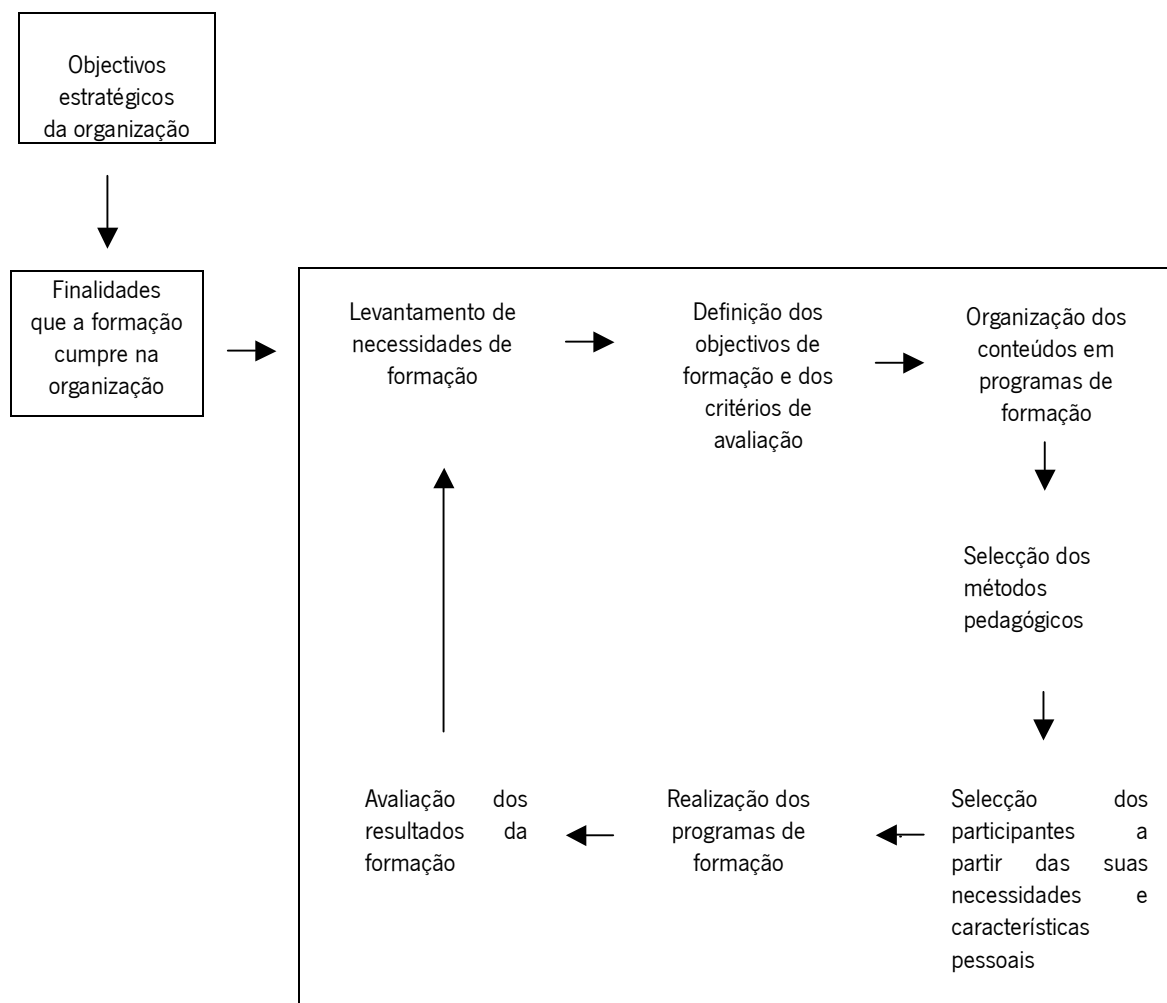 Objectivos
estratégicos
da organização
Finalidades
que a formação
cumpre na
organização
Levantamento de
necessidades de
formação
Definição dos
objectivos de
formação e dos
critérios de
avaliação
Organização dos
conteúdos em
programas de
formação
Selecção dos
métodos
pedagógicos
Selecção dos
participantes a
partir das suas
necessidades e
características
pessoais
Realização dos
programas de
formação
Avaliação dos
resultados da
formação